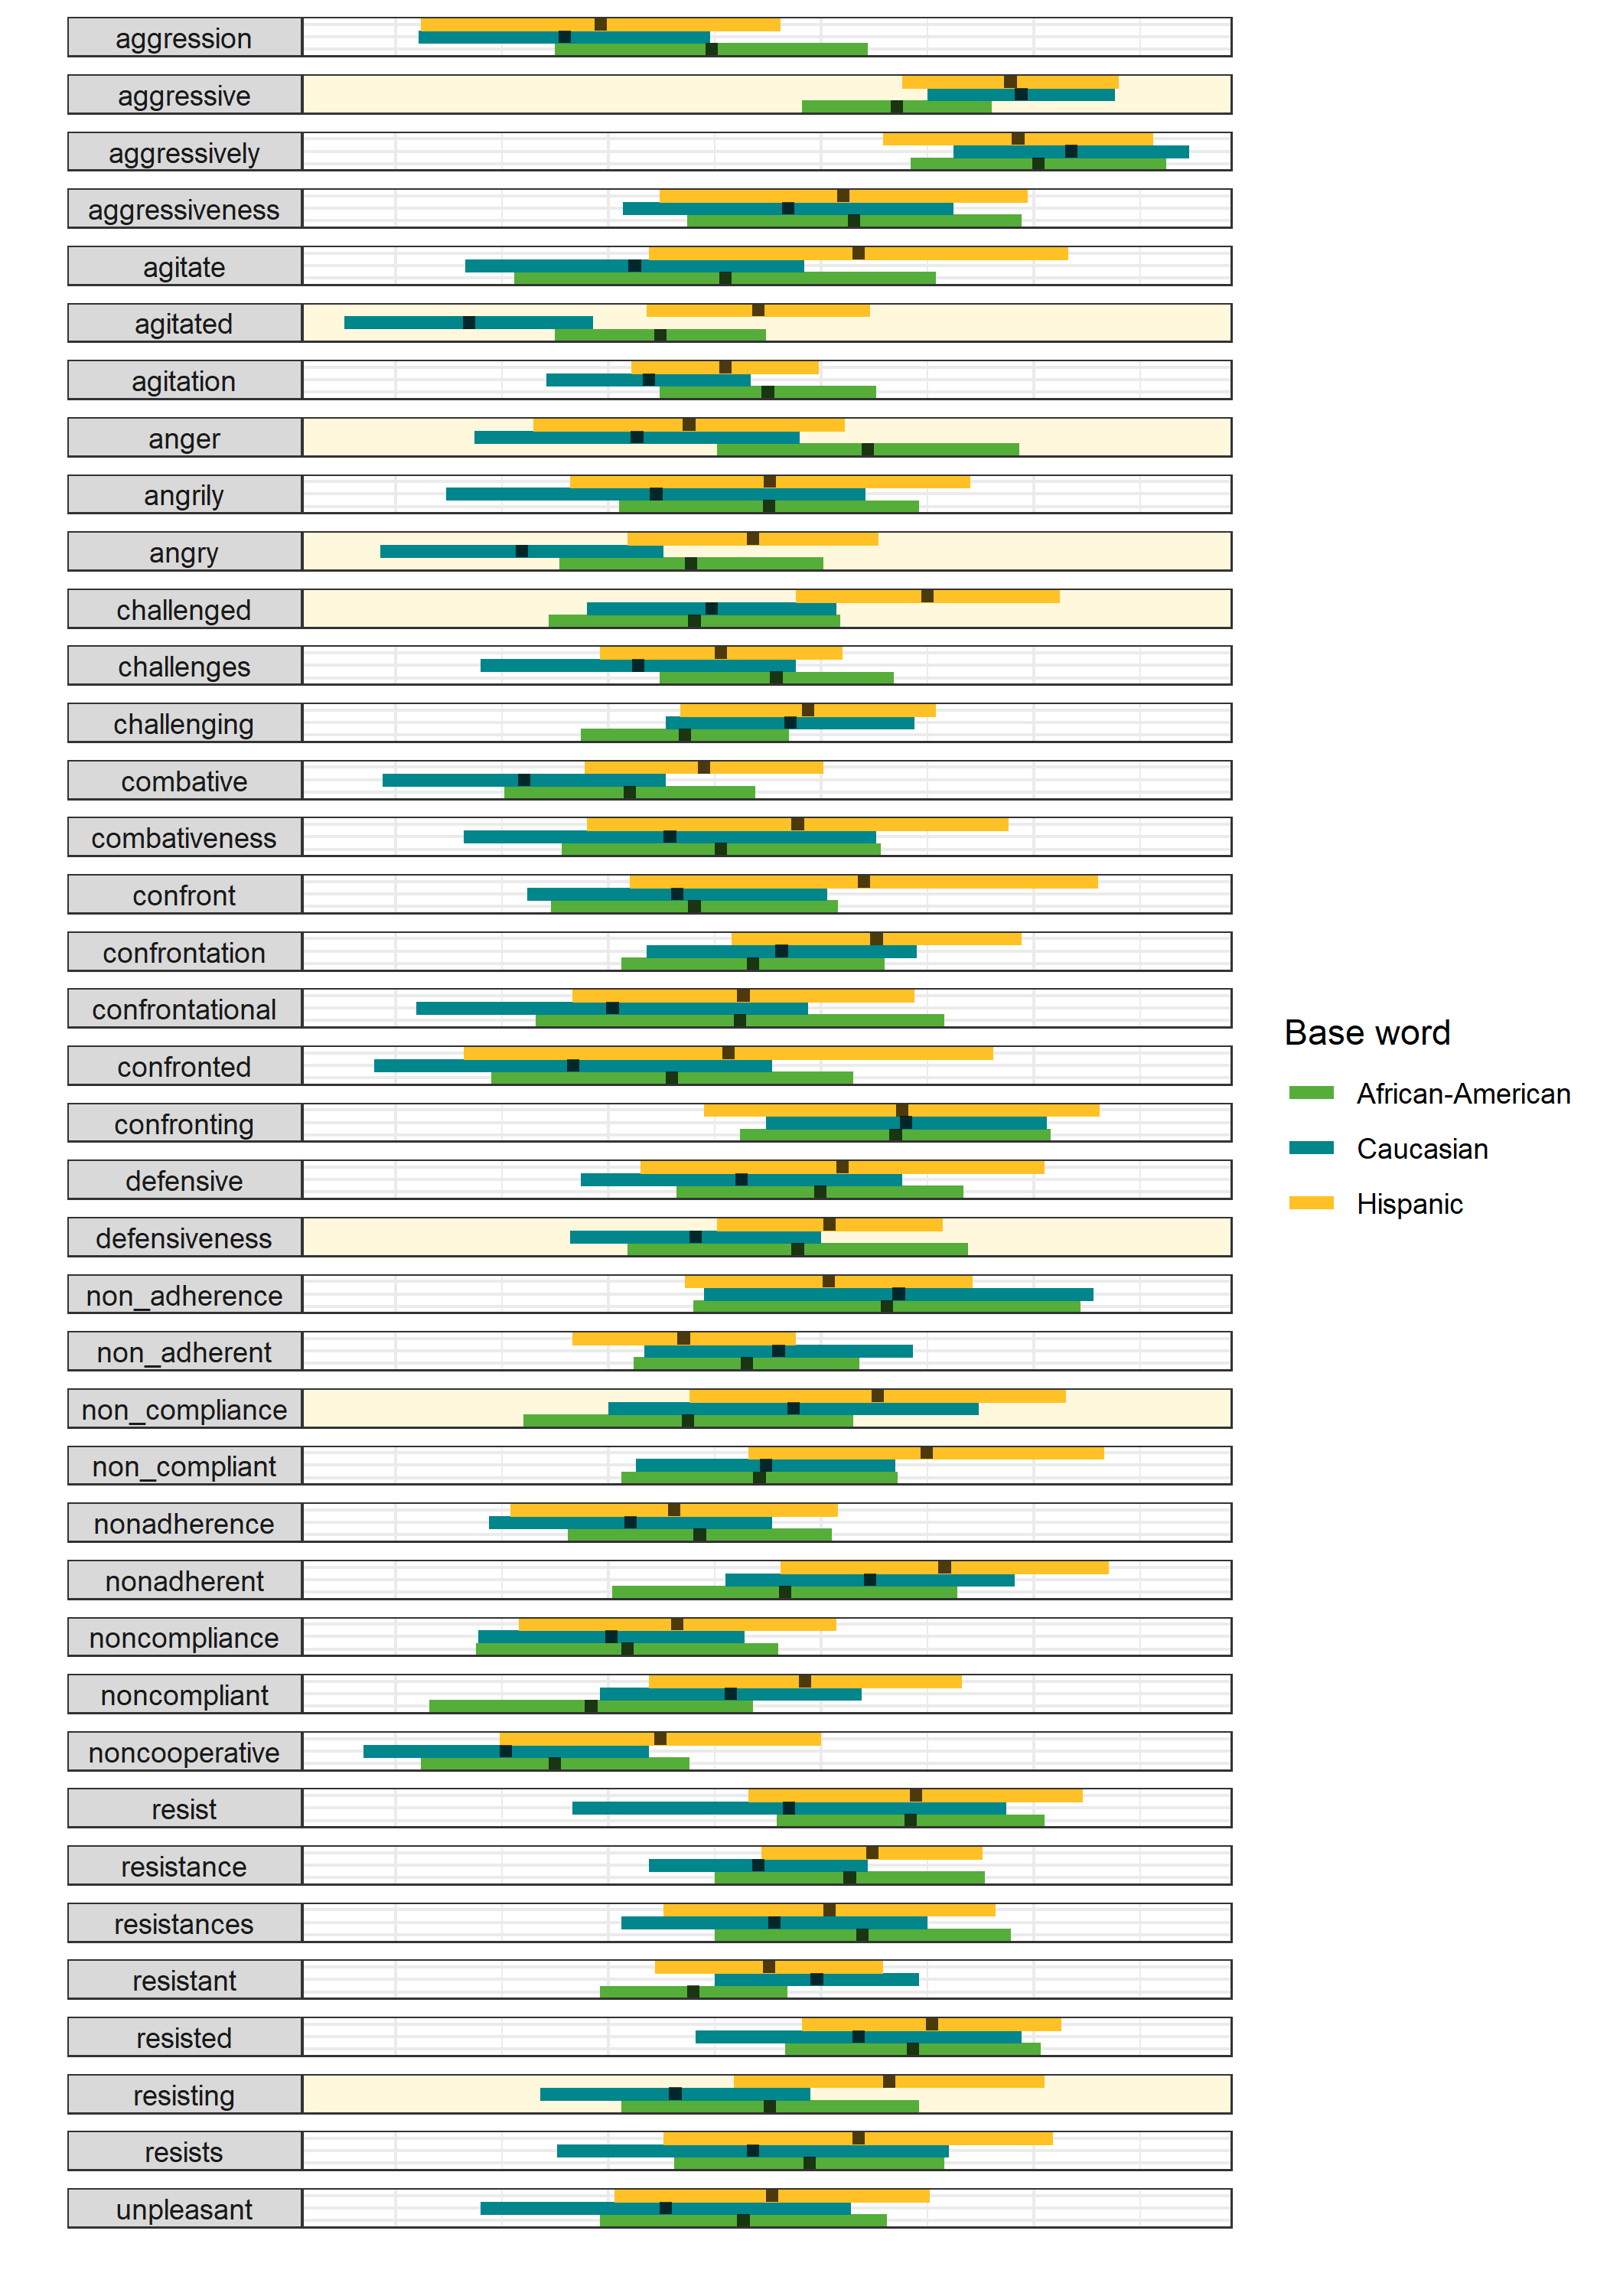 aggression
aggressive
aggressively
aggressiveness
agitate
agitated
agitation
anger
angrily
angry
challenged
challenges
challenging
combative
combativeness
confront
confrontation
confrontational
confronted
confronting
defensive
defensiveness
non_adherence
non_adherent
non_compliance
non_compliant
nonadherence
nonadherent
noncompliance
noncompliant
noncooperative
resist
resistance
resistances
resistant
resisted
resisting
resists
unpleasant
Base word
African-American
Caucasian
Hispanic